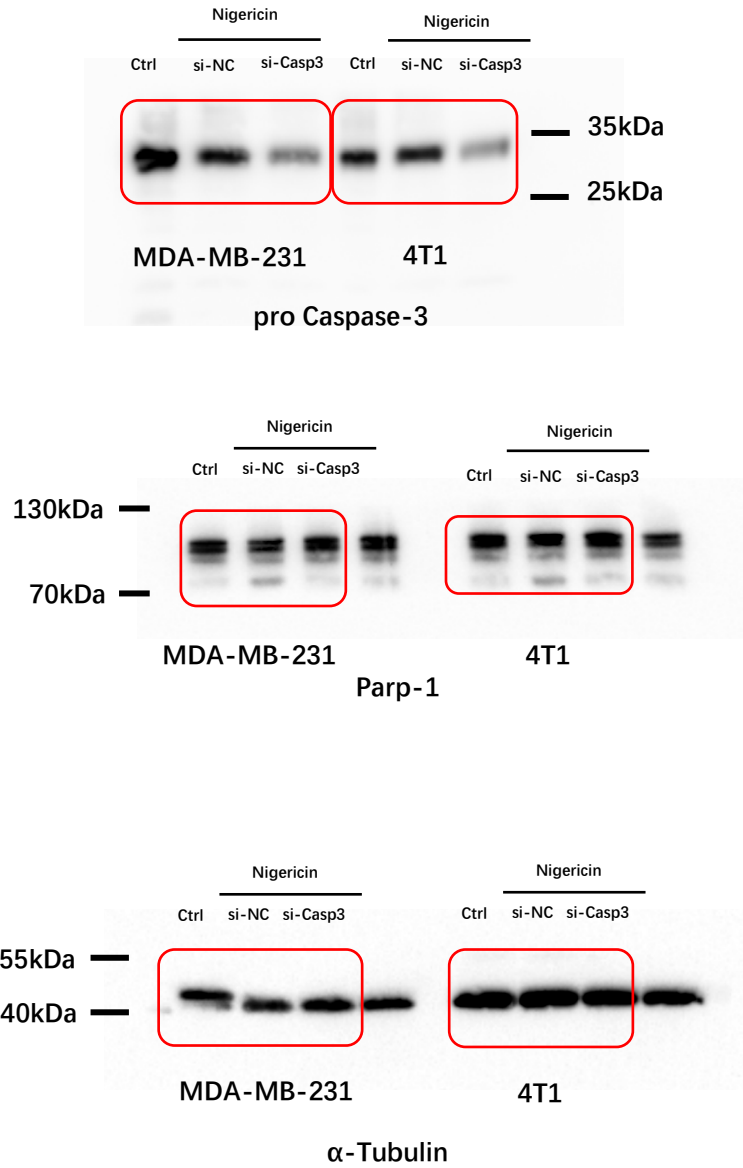 Nigericin Nigericin
Ctrl si-NC si-Casp3 Ctrl si-NC si-Casp3
35kDa
25kDa
MDA-MB-231 4T1
pro Caspase-3
Nigericin Nigericin
Ctrl si-NC si-Casp3 Ctrl si-NC si-Casp3
130kDa
70kDa
MDA-MB-231 4T1
Parp-1
Nigericin Nigericin
Ctrl si-NC si-Casp3 Ctrl si-NC si-Casp3
55kDa
40kDa
MDA-MB-231 4T1
α-Tubulin